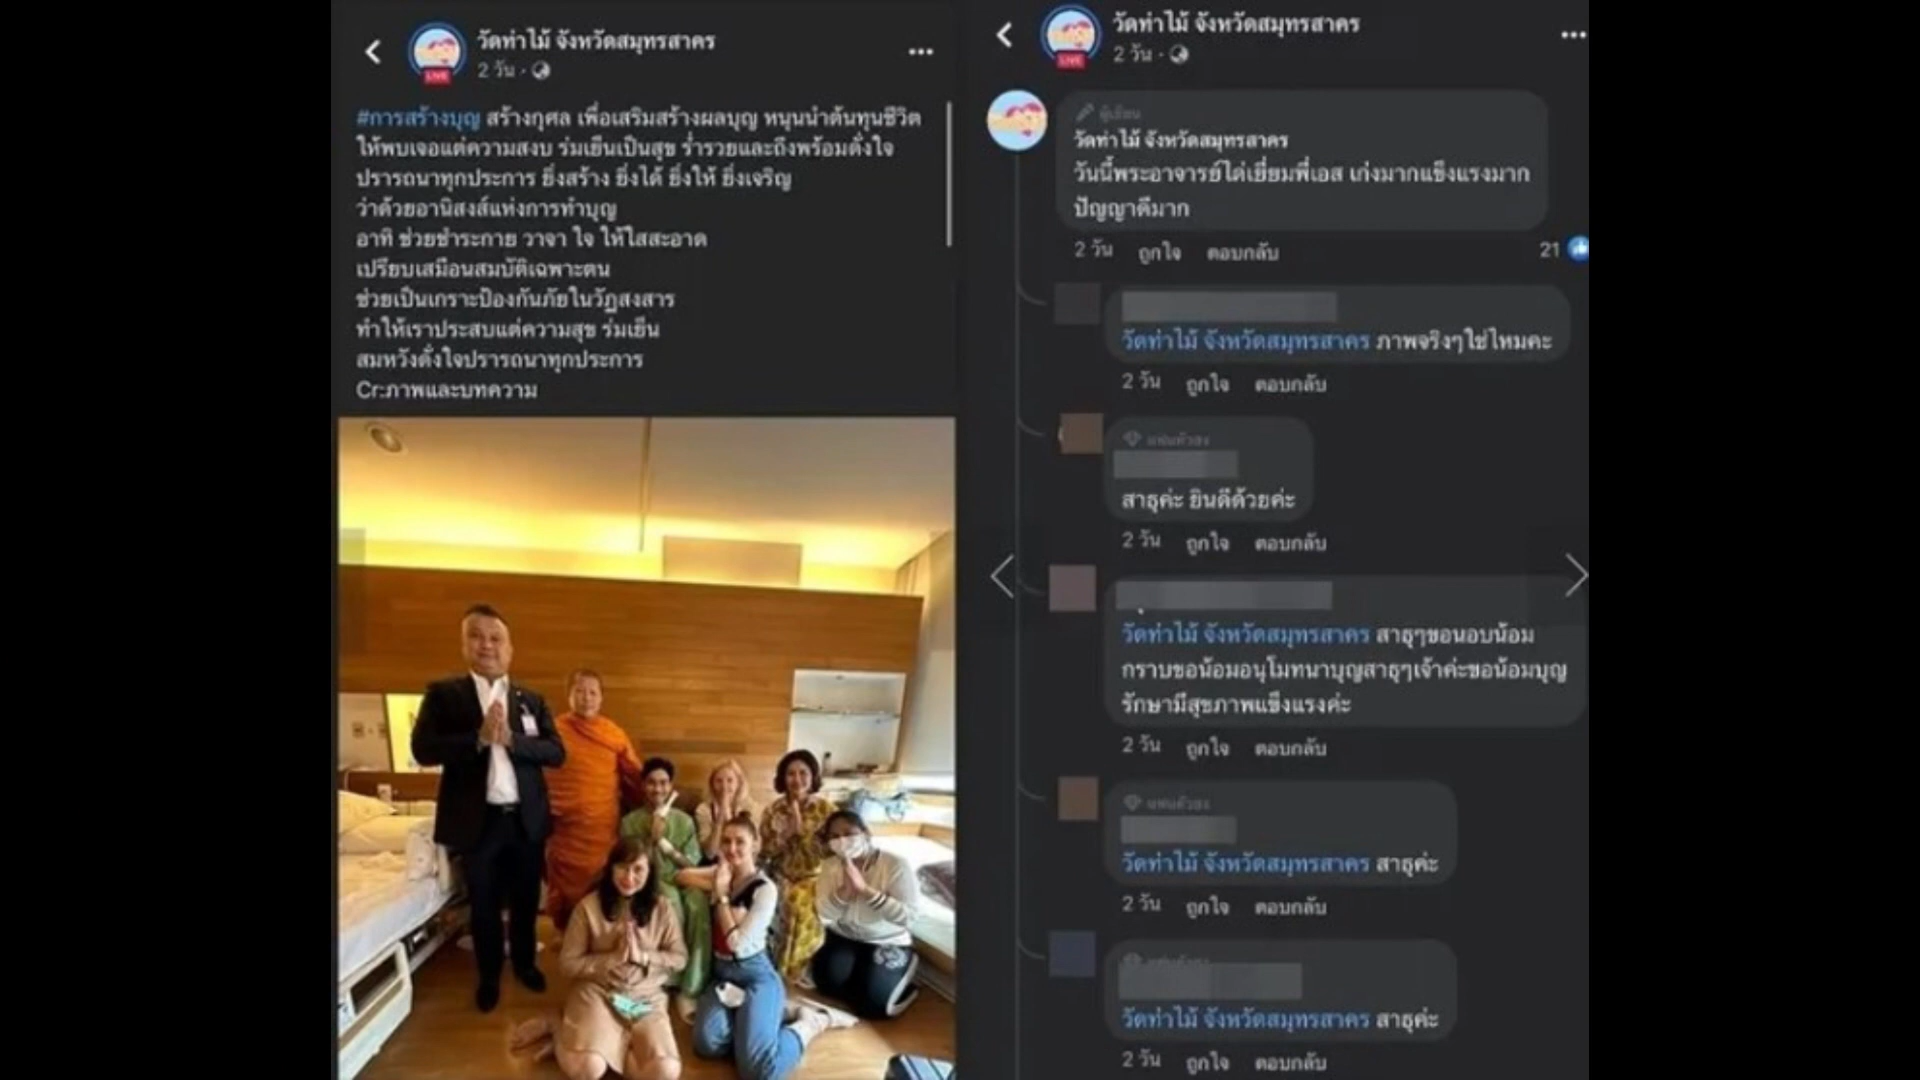 วัดท่าไม้ จังหวัดสมุทรสาคร
2 วัน ·
LIVE
#การสร้างบุญ สร้างกุศล เพื่อเสริมสร้างผลบุญ หนุนนำต้นทุนชีวิต
ให้พบเจอแต่ความสงบ ร่มเย็นเป็นสุข ร่ำรวยและถึงพร้อมดั่งใจ
ปรารถนาทุกประการ ยิ่งสร้าง ยิ่งได้ ยิ่งให้ ยิ่งเจริญ
ว่าด้วยอานิสงส์แห่งการทำบุญ
อาทิ ช่วยชำระกาย วาจา ใจ ให้ใสสะอาด
เปรียบเสมือนสมบัติเฉพาะตน
ช่วยเป็นเกราะป้องกันภัยในวัฏสงสาร
ทำให้เราประสบแต่ความสุข ร่มเย็น
สมหวังดั่งใจปรารถนาทุกประการ
Cr:ภาพและบทความ
วัดท่าไม้ จังหวัดสมุทรสาคร
2 วัน ·
LIVE
ผู้เขียน
วัดท่าไม้ จังหวัดสมุทรสาคร
วันนี้พระอาจารย์ได่เยี่ยมพี่เอส เก่งมากแข็งแรงมาก
ปัญญาดีมาก
2 วัน ถูกใจ ตอบกลับ 21
วัดท่าไม้ จังหวัดสมุทรสาคร ภาพจริงๆใช่ไหมคะ
2 วัน ถูกใจ ตอบกลับ
แฟนตัวยง
สาธุค่ะ ยินดีด้วยค่ะ
2 วัน ถูกใจ ตอบกลับ
วัดท่าไม้ จังหวัดสมุทรสาคร สาธุๆขอนอบน้อม
กราบขอน้อมอนุโมทนาบุญสาธุๆเจ้าค่ะขอน้อมบุญ
รักษามีสุขภาพแข็งแรงค่ะ
2 วัน ถูกใจ ตอบกลับ
แฟนตัวยง
วัดท่าไม้ จังหวัดสมุทรสาคร สาธุค่ะ
2 วัน ถูกใจ ตอบกลับ
แฟนตัวยง
วัดท่าไม้ จังหวัดสมุทรสาคร สาธุค่ะ
2 วัน ถูกใจ ตอบกลับ